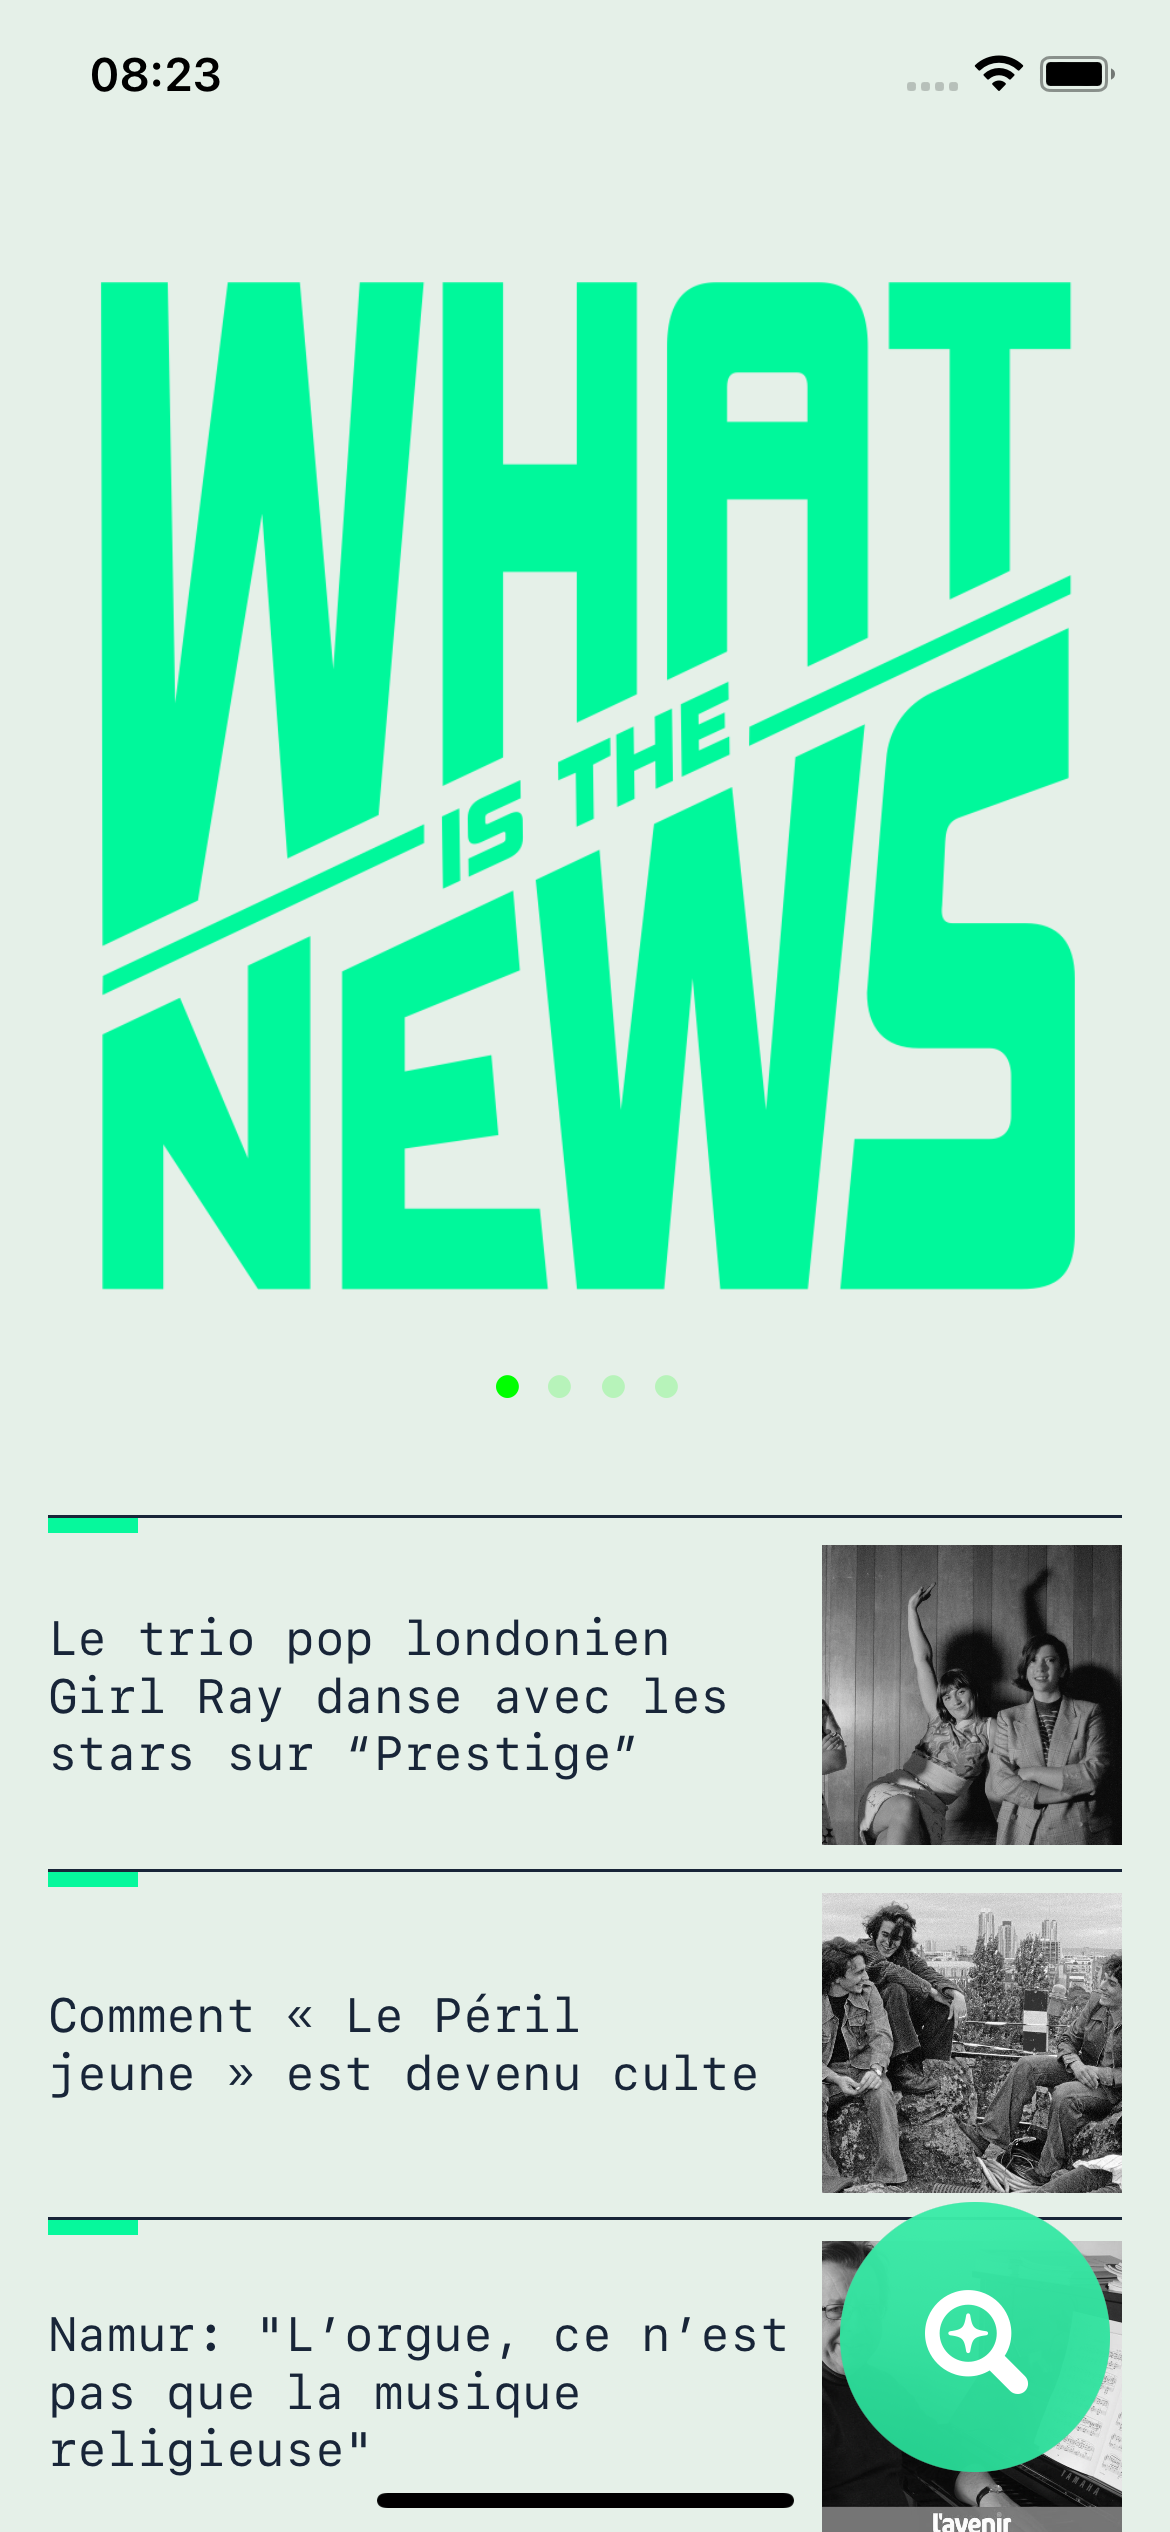 08:23
WHAT
IS THE
NEWS
Le trio pop londonien
Girl Ray danse avec les
stars sur “Prestige”
Comment « Le Péril
jeune » est devenu culte
Namur: "L’orgue, ce n’est
pas que la musique
religieuse"
YAMAHA
l'avenir